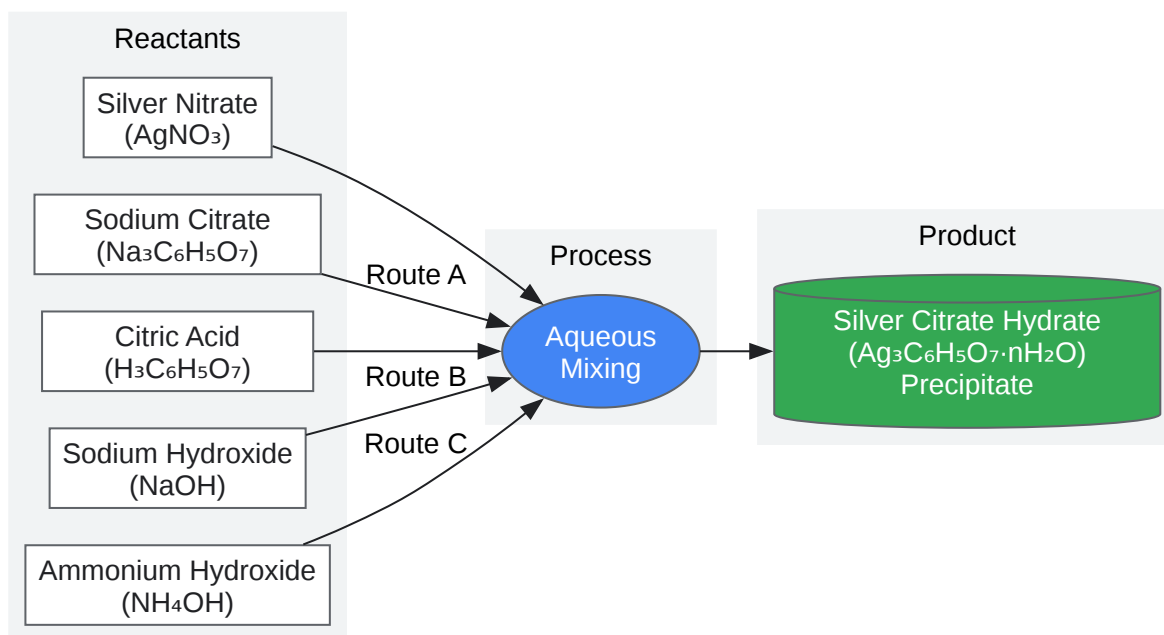 Reactants
Silver Nitrate
(AgNO₃)
Sodium Citrate
(Na₃C₆H₅O₇)
Citric Acid
(H₃C₆H₅O₇)
Sodium Hydroxide
(NaOH)
Ammonium Hydroxide
(NH₄OH)
Route A
Route B
Route C
Process
Aqueous
Mixing
Product
Silver Citrate Hydrate
(Ag₃C₆H₅O₇·nH₂O)
Precipitate